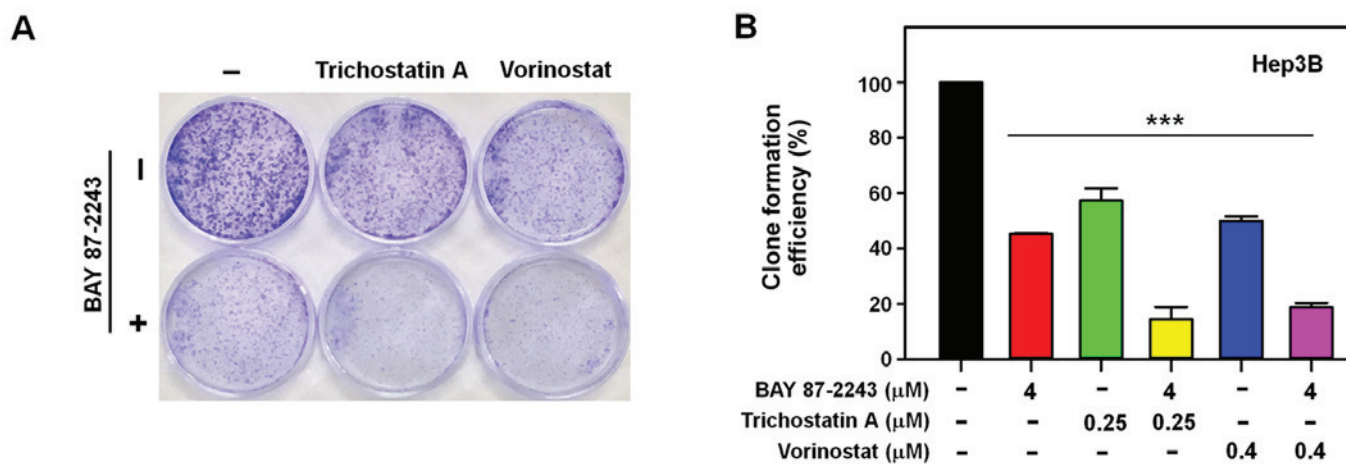 A
– Trichostatin A Vorinostat
BAY 87-2243
–
+
B
Hep3B
***
Clone formation
efficiency (%)
100
80
60
40
20
0
BAY 87-2243 (μM) – 4 – 4 – 4
Trichostatin A (μM) – – 0.25 0.25 – –
Vorinostat (μM) – – – – 0.4 0.4